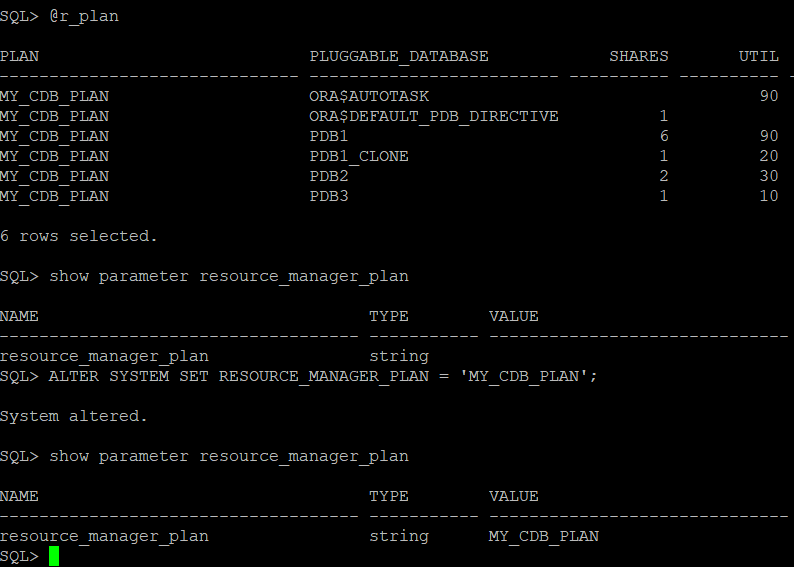 SQL> @r_plan
PLAN                           PLUGGABLE_DATABASE            SHARES       UTIL
------------------------------ ------------------------- ---------- ---------- -
MY_CDB_PLAN                    ORA$AUTOTASK                                 90
MY_CDB_PLAN                    ORA$DEFAULT_PDB_DIRECTIVE          1
MY_CDB_PLAN                    PDB1                               6         90
MY_CDB_PLAN                    PDB1_CLONE                         1         20
MY_CDB_PLAN                    PDB2                               2         30
MY_CDB_PLAN                    PDB3                               1         10
6 rows selected.
SQL> show parameter resource_manager_plan
NAME                                 TYPE        VALUE
------------------------------------ ----------- ------------------------------
resource_manager_plan                string
SQL> ALTER SYSTEM SET RESOURCE_MANAGER_PLAN = 'MY_CDB_PLAN';
System altered.
SQL> show parameter resource_manager_plan
NAME                                 TYPE        VALUE
------------------------------------ ----------- ------------------------------
resource_manager_plan                string      MY_CDB_PLAN
SQL>